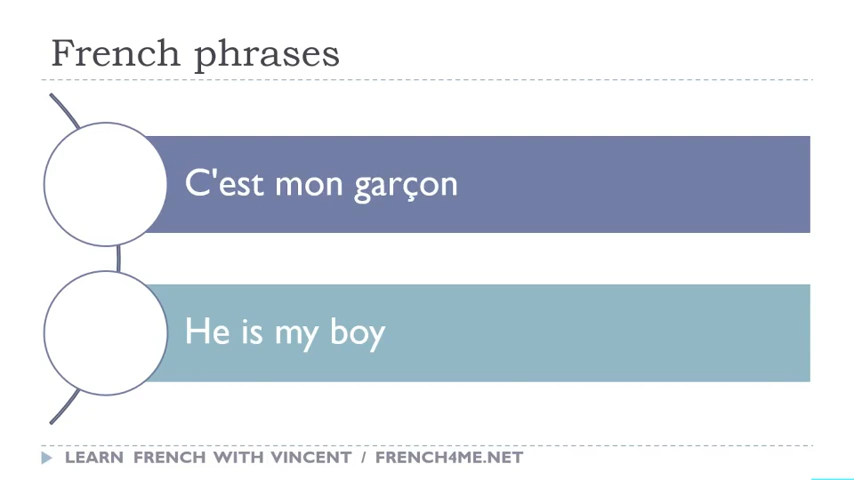 French phrases
C'est mon garçon
He is my boy
LEARN FRENCH WITH VINCENT / FRENCH4ME.NET